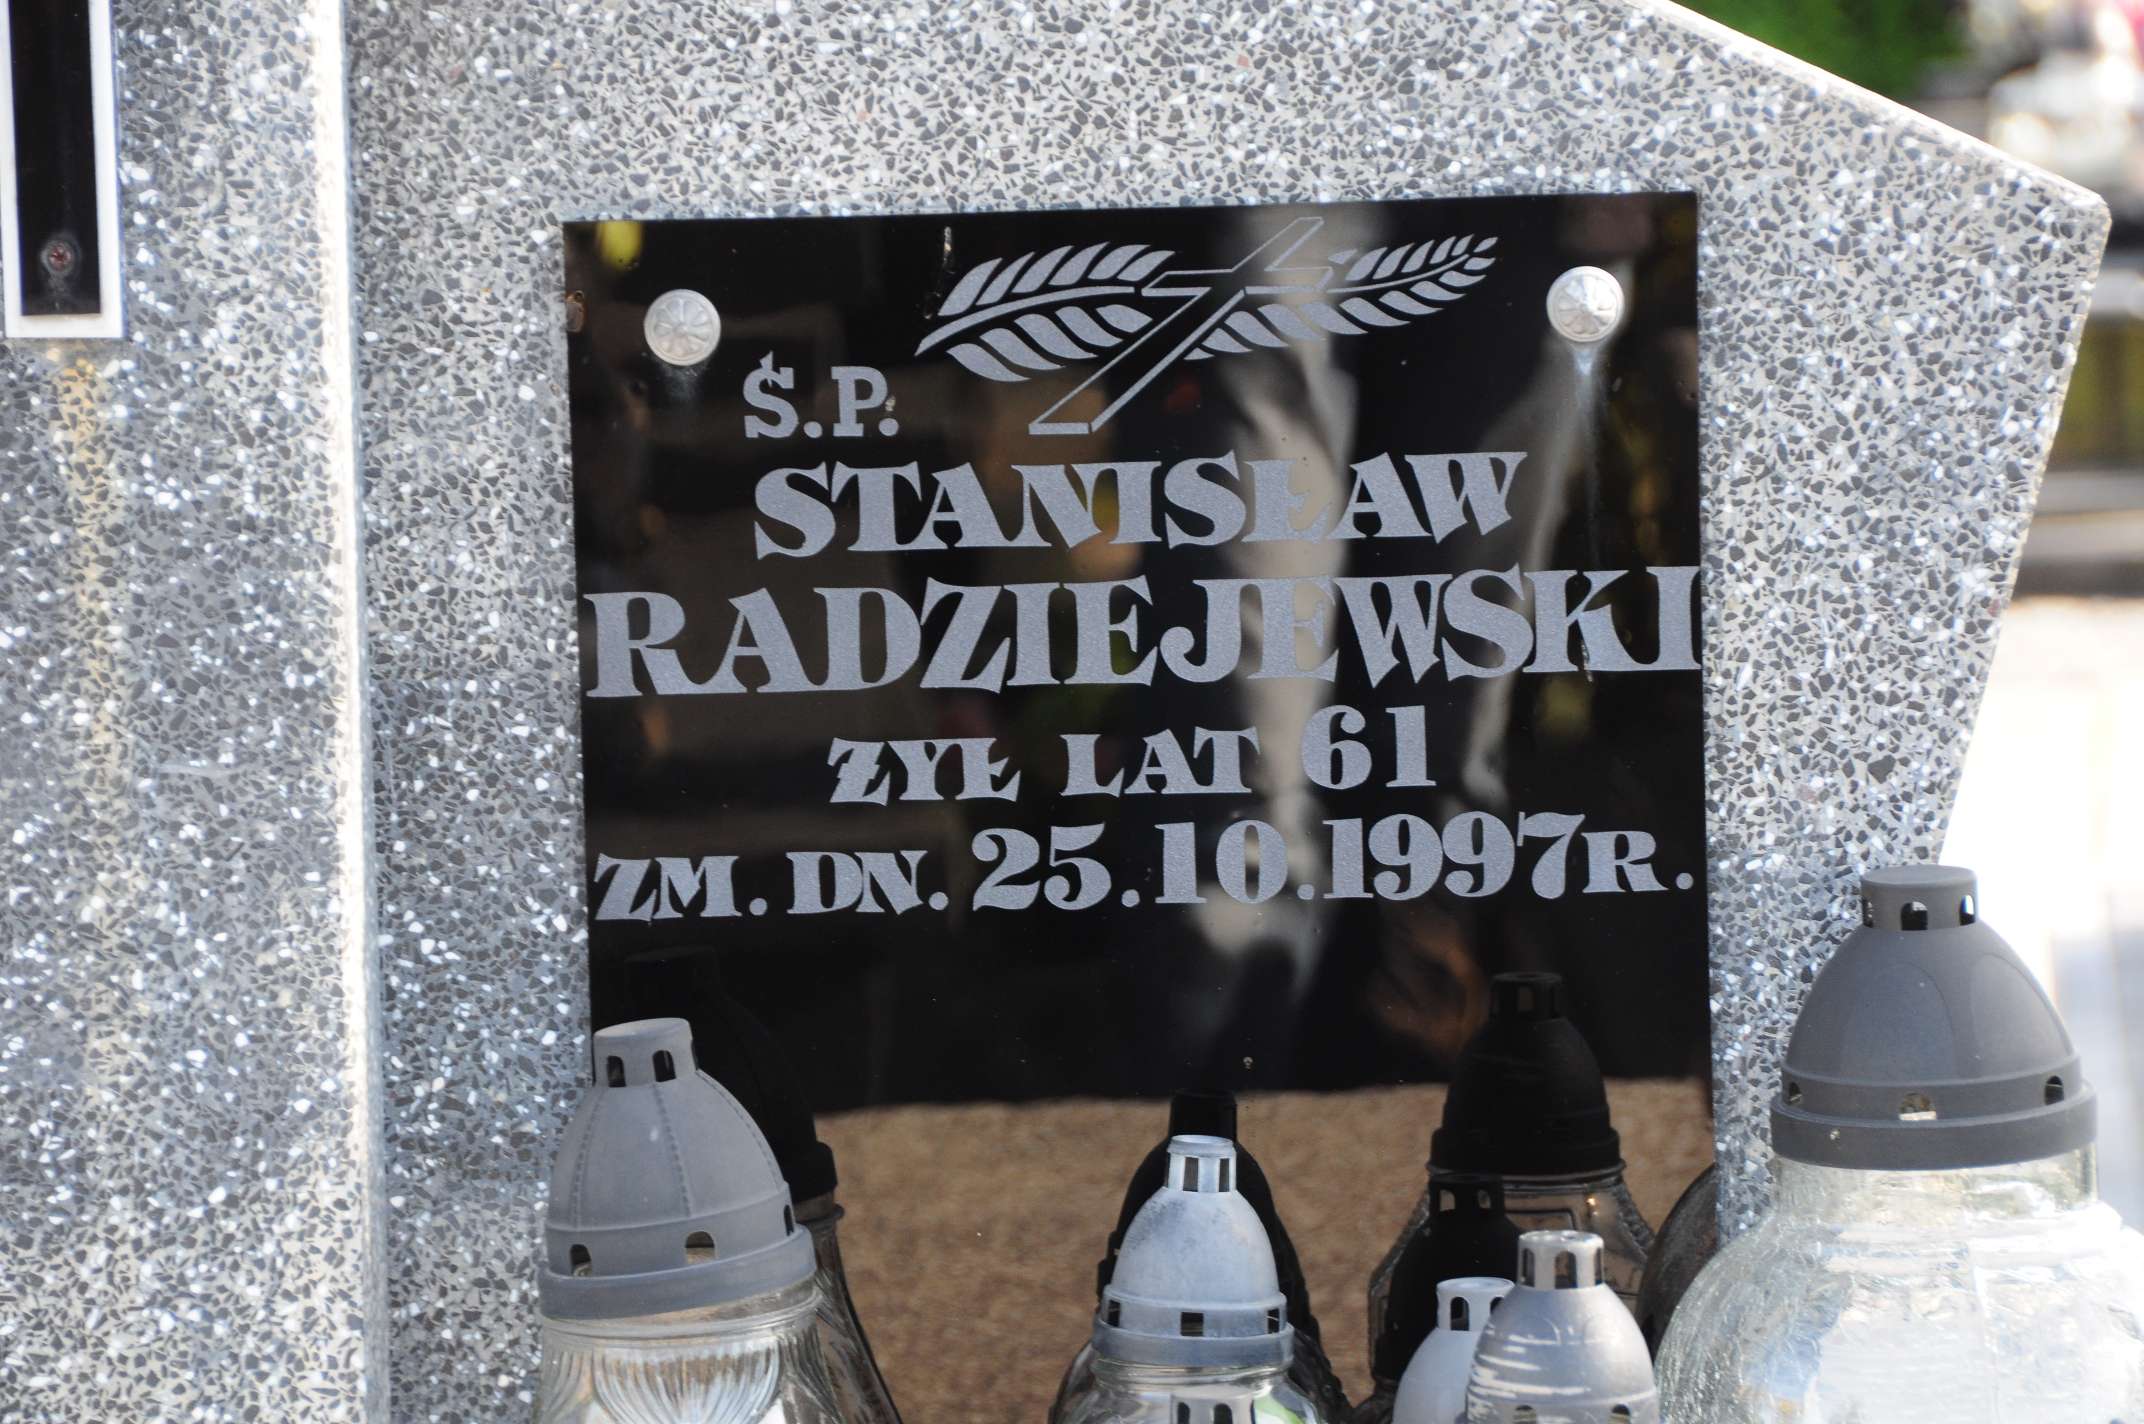 Ś.P.
STANISŁAW
RADZIEJEWSKI
ŻYŁ LAT 61
ZM. DN. 25.10.1997R.